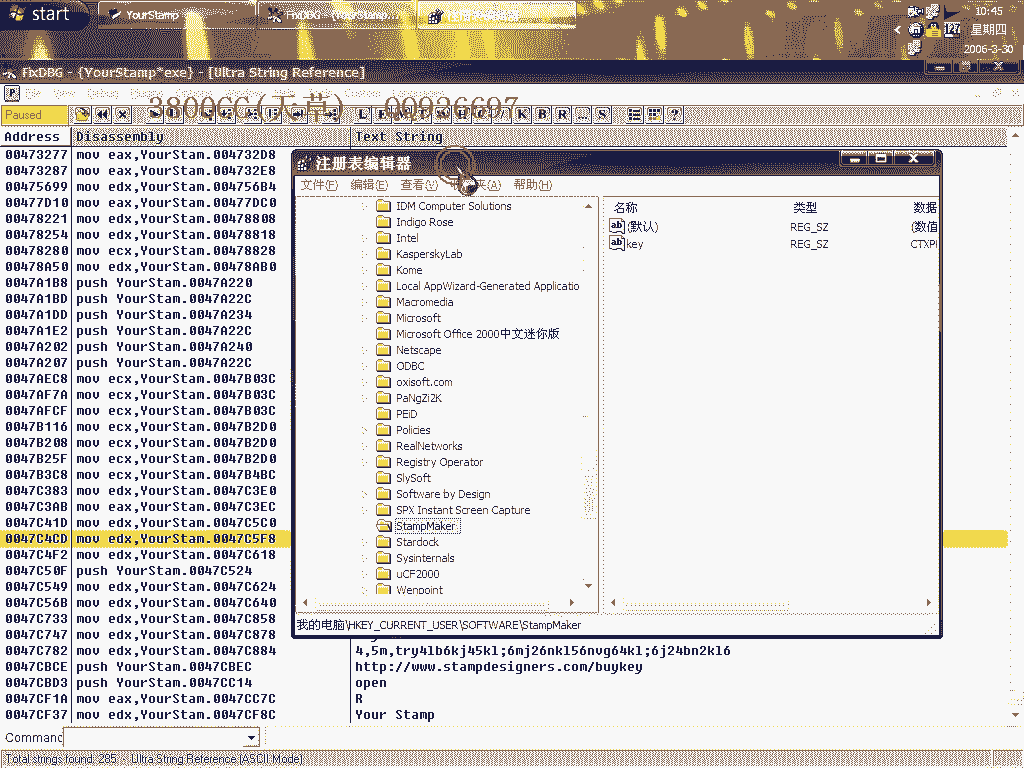 start
YourStamp
10:45
星期四
2006-3-30
FixDBG - {YourStamp*exe} - [Ultra String Reference]
3800CC(天草)
Paused
K B R ... S
Address Disassembly Text String
00473277 mov eax,YourStam.004732D8
00473287 mov eax,YourStam.004732E8
00475699 mov edx,YourStam.004756B4
00477D10 mov eax,YourStam.00477DC0
00478221 mov edx,YourStam.00478808
00478254 mov edx,YourStam.00478818
00478280 mov ecx,YourStam.00478828
00478A50 mov edx,YourStam.00478AB0
0047A1B8 push YourStam.0047A220
0047A1BD push YourStam.0047A22C
0047A1DD push YourStam.0047A234
0047A1E2 push YourStam.0047A22C
0047A202 push YourStam.0047A240
0047A207 push YourStam.0047A22C
0047AEC8 mov ecx,YourStam.0047B03C
0047AF7A mov ecx,YourStam.0047B03C
0047AFCF mov ecx,YourStam.0047B03C
0047B116 mov ecx,YourStam.0047B2D0
0047B208 mov ecx,YourStam.0047B2D0
0047B25F mov ecx,YourStam.0047B2D0
0047B3C8 mov edx,YourStam.0047B4BC
0047C383 mov edx,YourStam.0047C3E0
0047C3AB mov eax,YourStam.0047C3EC
0047C41D mov edx,YourStam.0047C5C0
0047C4CD mov edx,YourStam.0047C5F8
0047C4F2 mov edx,YourStam.0047C618
0047C50F push YourStam.0047C524
0047C549 mov edx,YourStam.0047C624
0047C56B mov edx,YourStam.0047C640
0047C733 mov edx,YourStam.0047C858
0047C747 mov edx,YourStam.0047C878
0047C782 mov edx,YourStam.0047C884 4,5m,try4lb6kj45kl;6mj26nkl56nvg64kl;6j24bn2kl6
0047CBCE push YourStam.0047CBEC http://www.stampdesigners.com/buykey
0047CBD3 push YourStam.0047CC14 open
0047CF1A mov eax,YourStam.0047CC7C R
0047CF37 mov edx,YourStam.0047CF8C Your Stamp
注册表编辑器
文件(F) 编辑(E) 查看(V) 夹(A) 帮助(H)
IDM Computer Solutions
Indigo Rose
Intel
KasperskyLab
Kome
Local AppWizard-Generated Applicatio
Macromedia
Microsoft
Microsoft Office 2000中文迷你版
Netscape
ODBC
oxisoft.com
PaNgZi2K
PEiD
Policies
RealNetworks
Registry Operator
SlySoft
Software by Design
SPX Instant Screen Capture
StampMaker
Stardock
Sysinternals
uCF2000
Wenpoint
名称 类型 数据
(默认) REG_SZ (数值
key REG_SZ CTXP
我的电脑\HKEY_CURRENT_USER\SOFTWARE\StampMaker
Command
Total strings found: 285 - Ultra String Reference [ASCII Mode]